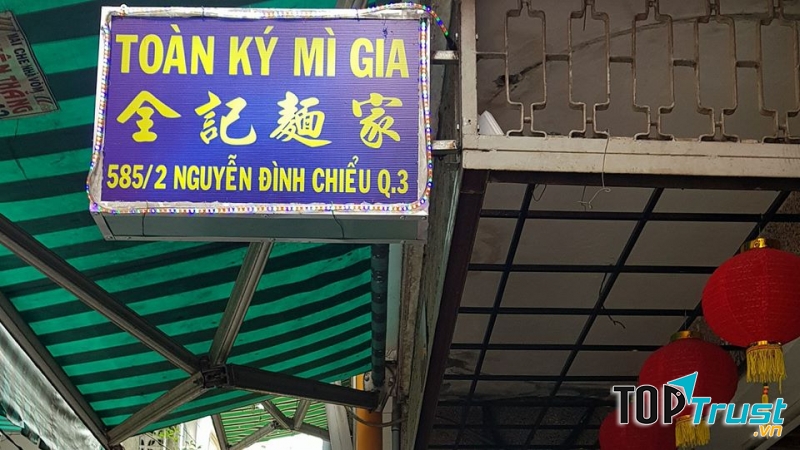 TOÀN KÝ MÌ GIA
全記麵家
585/2 NGUYỄN ĐÌNH CHIỂU Q.3
TOPTrust.vn